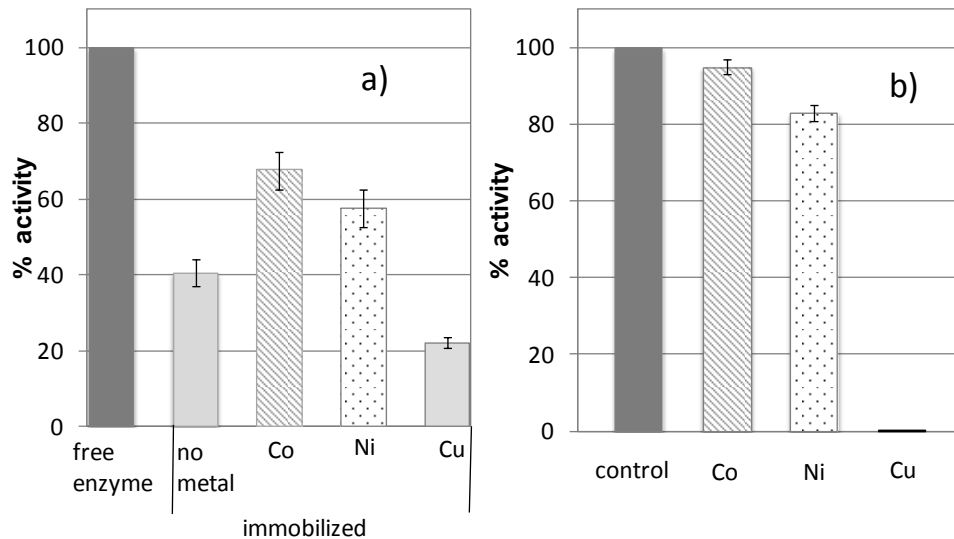 a)
% activity
100
80
60
40
20
0
free enzyme
no metal
Co
Ni
Cu
immobilized
b)
% activity
100
80
60
40
20
0
control
Co
Ni
Cu